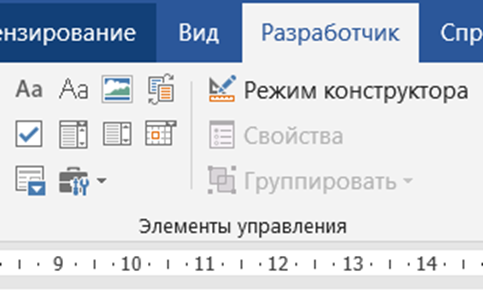 ензирование Вид Разработчик Спр
Aa Aa Режим конструктора
Свойства
Группировать
Элементы управления
9 10 11 12 13 14